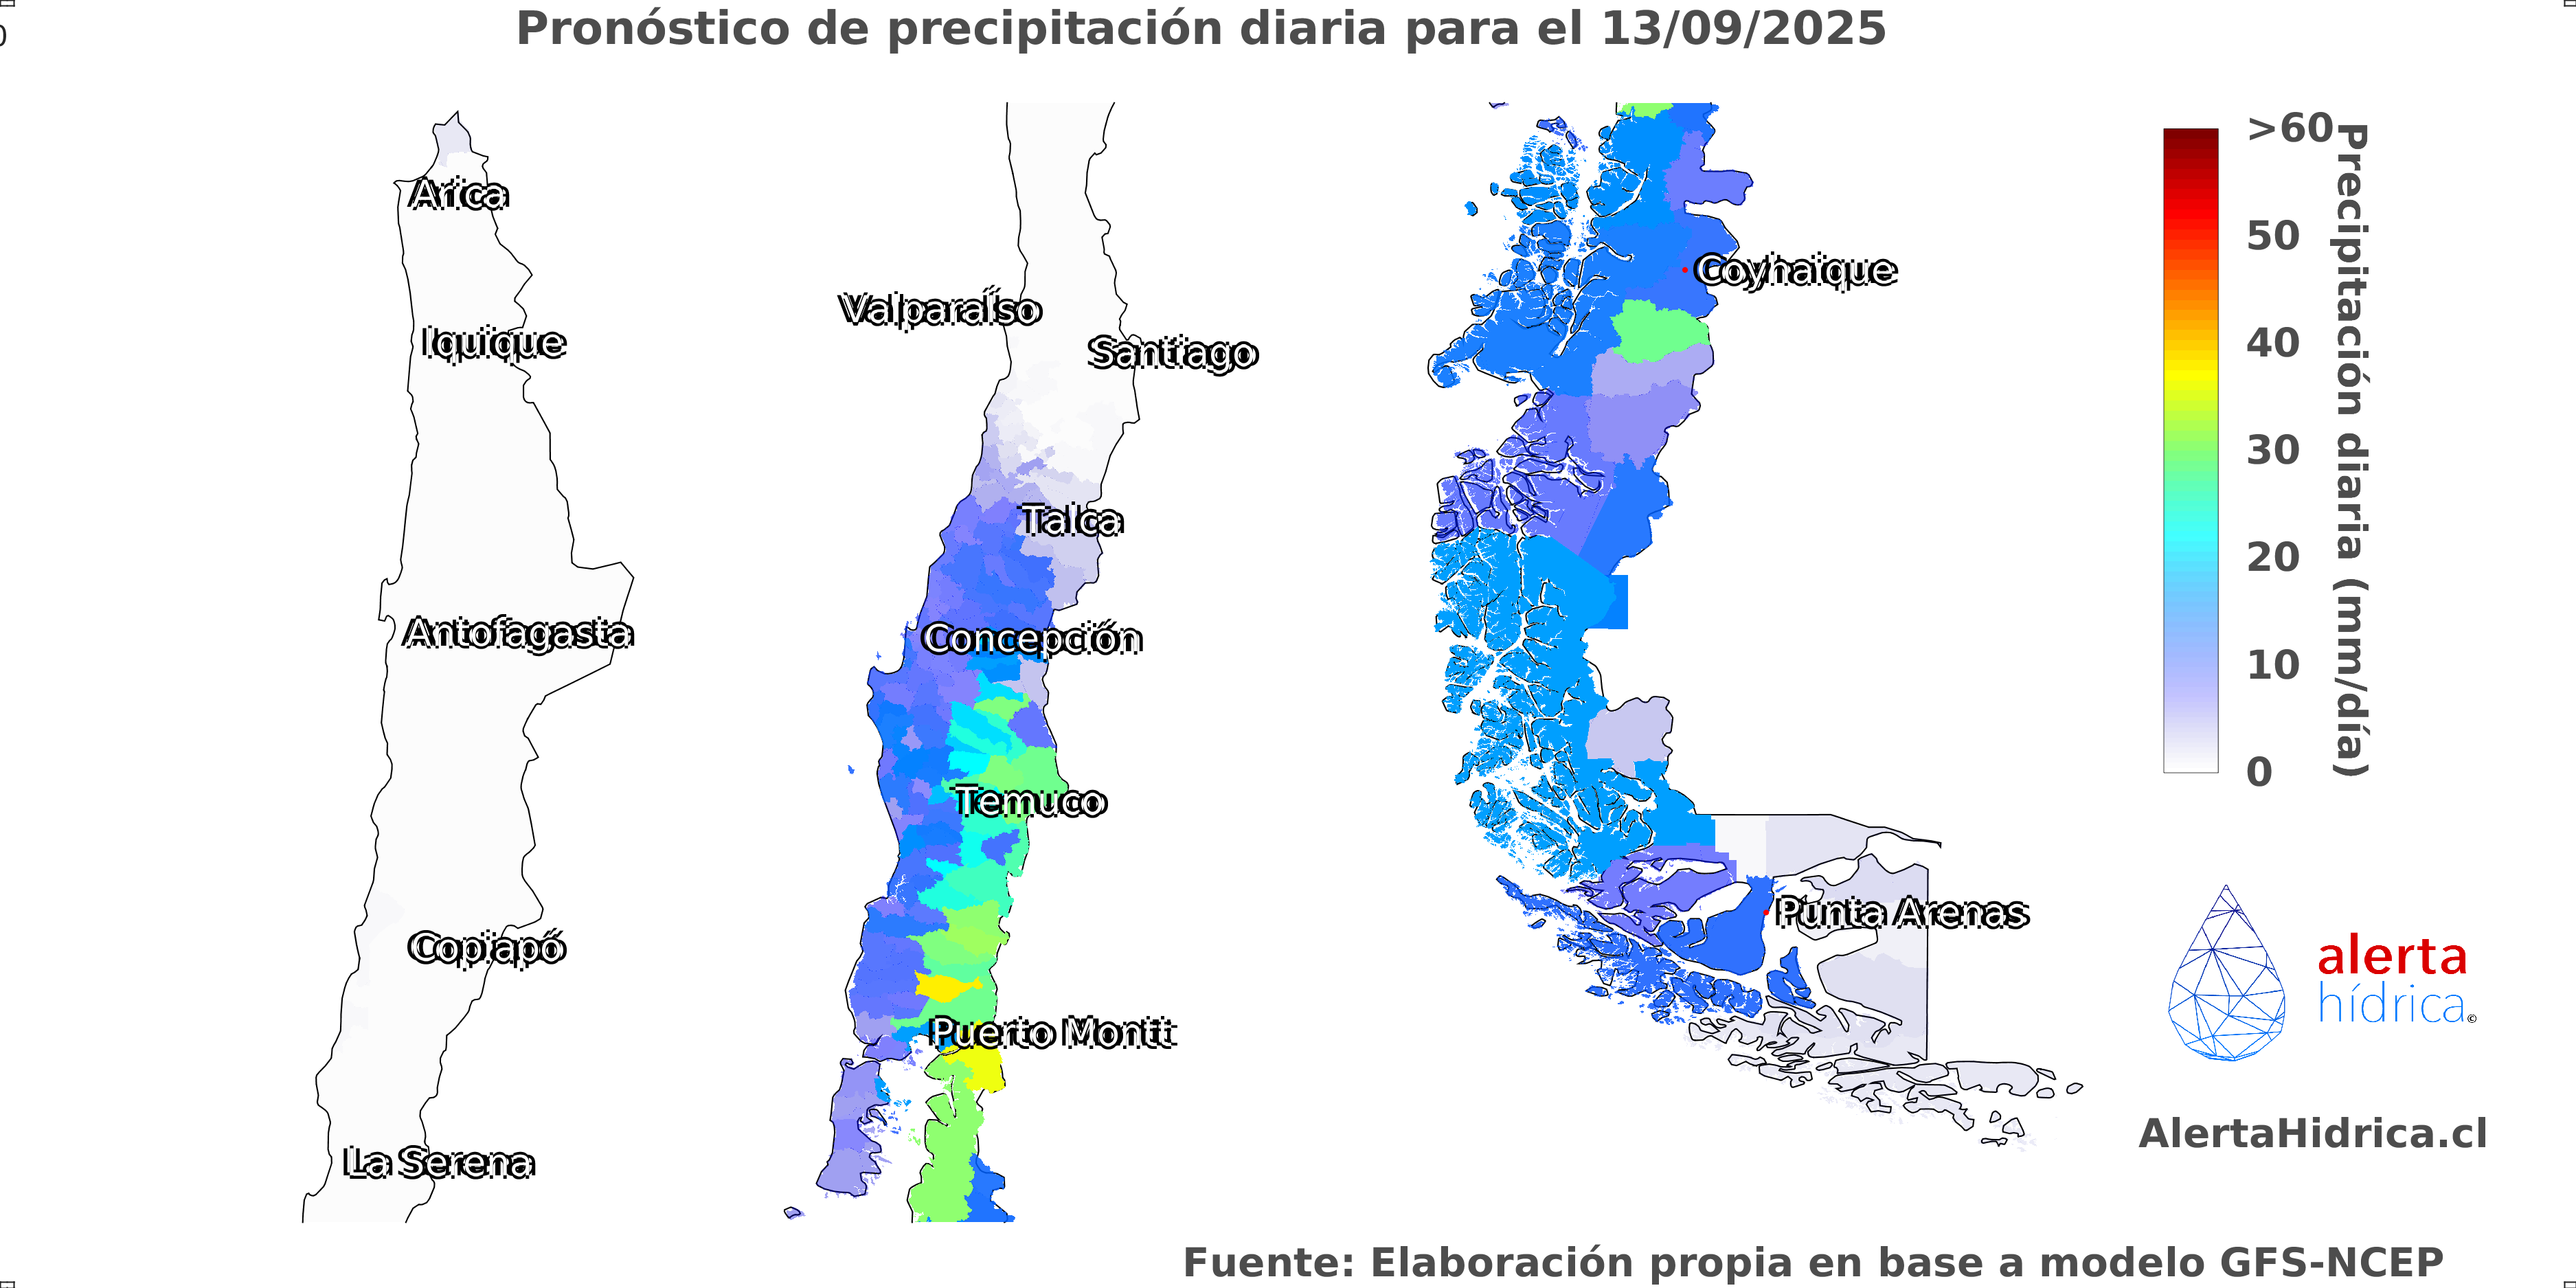 Pronóstico de precipitación diaria para el 13/09/2025
0
Arica
Iquique
Antofagasta
Copiapó
La Serena
Valparaíso
Santiago
Talca
Concepción
Temuco
Puerto Montt
Coyhaique
Punta Arenas
>60
50
40
30
20
10
0
Precipitación diaria (mm/día)
alerta
hídrica©
AlertaHidrica.cl
Fuente: Elaboración propia en base a modelo GFS-NCEP